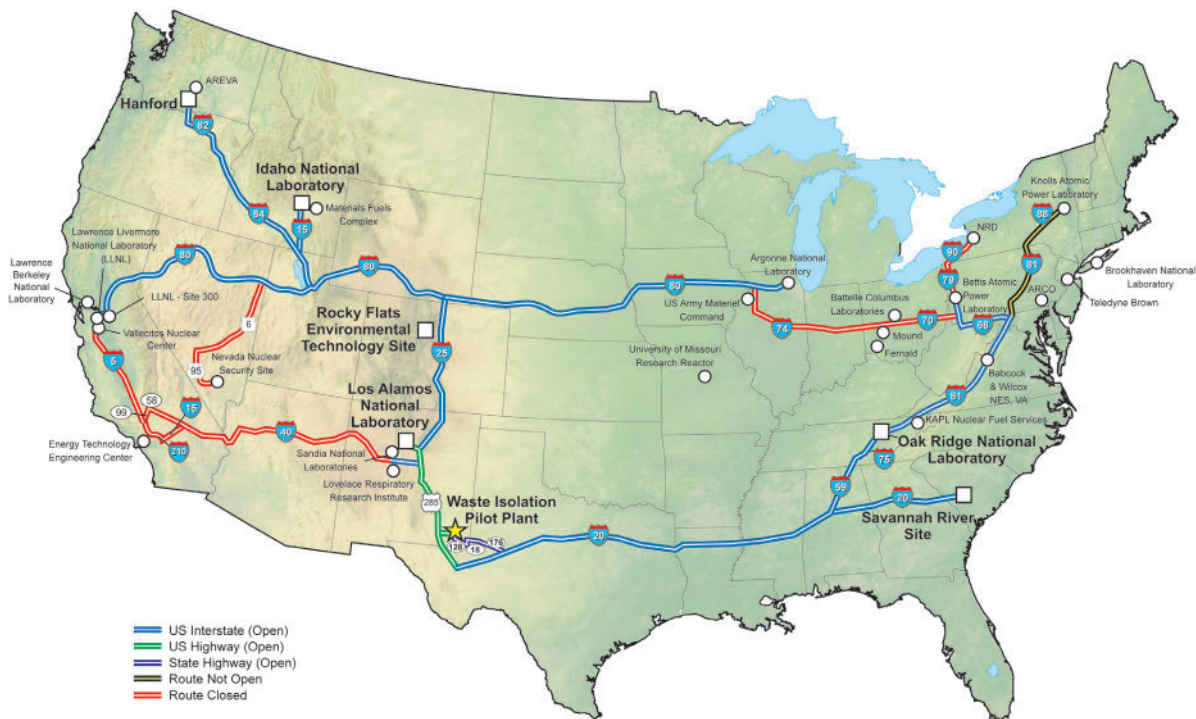 AREVA
Hanford
82
Idaho National
Laboratory
Materials Fuels
Complex
84
15
Lawrence Livermore
National Laboratory
(LLNL)
80
Lawrence
Berkeley
National
Laboratory
LLNL - Site 300
Vallecitos Nuclear
Center
80
6
95
Nevada Nuclear
Security Site
5
99
58
15
210
Energy Technology
Engineering Center
40
Rocky Flats
Environmental
Technology Site
25
Los Alamos
National
Laboratory
Sandia National
Laboratories
Lovelace Respiratory
Research Institute
285
Waste Isolation
Pilot Plant
128
18
176
20
80
Argonne National
Laboratory
US Army Materiel
Command
74
Battelle Columbus
Laboratories
70
Mound
Fernald
University of Missouri
Research Reactor
Knolls Atomic
Power Laboratory
88
NRD
90
79
81
Bettis Atomic
Power
Laboratory
68
ARCO
Brookhaven National
Laboratory
Teledyne Brown
Babcock
& Wilcox
NES, VA
81
KAPL Nuclear Fuel Services
Oak Ridge National
Laboratory
75
59
20
Savannah River
Site
US Interstate (Open)
US Highway (Open)
State Highway (Open)
Route Not Open
Route Closed